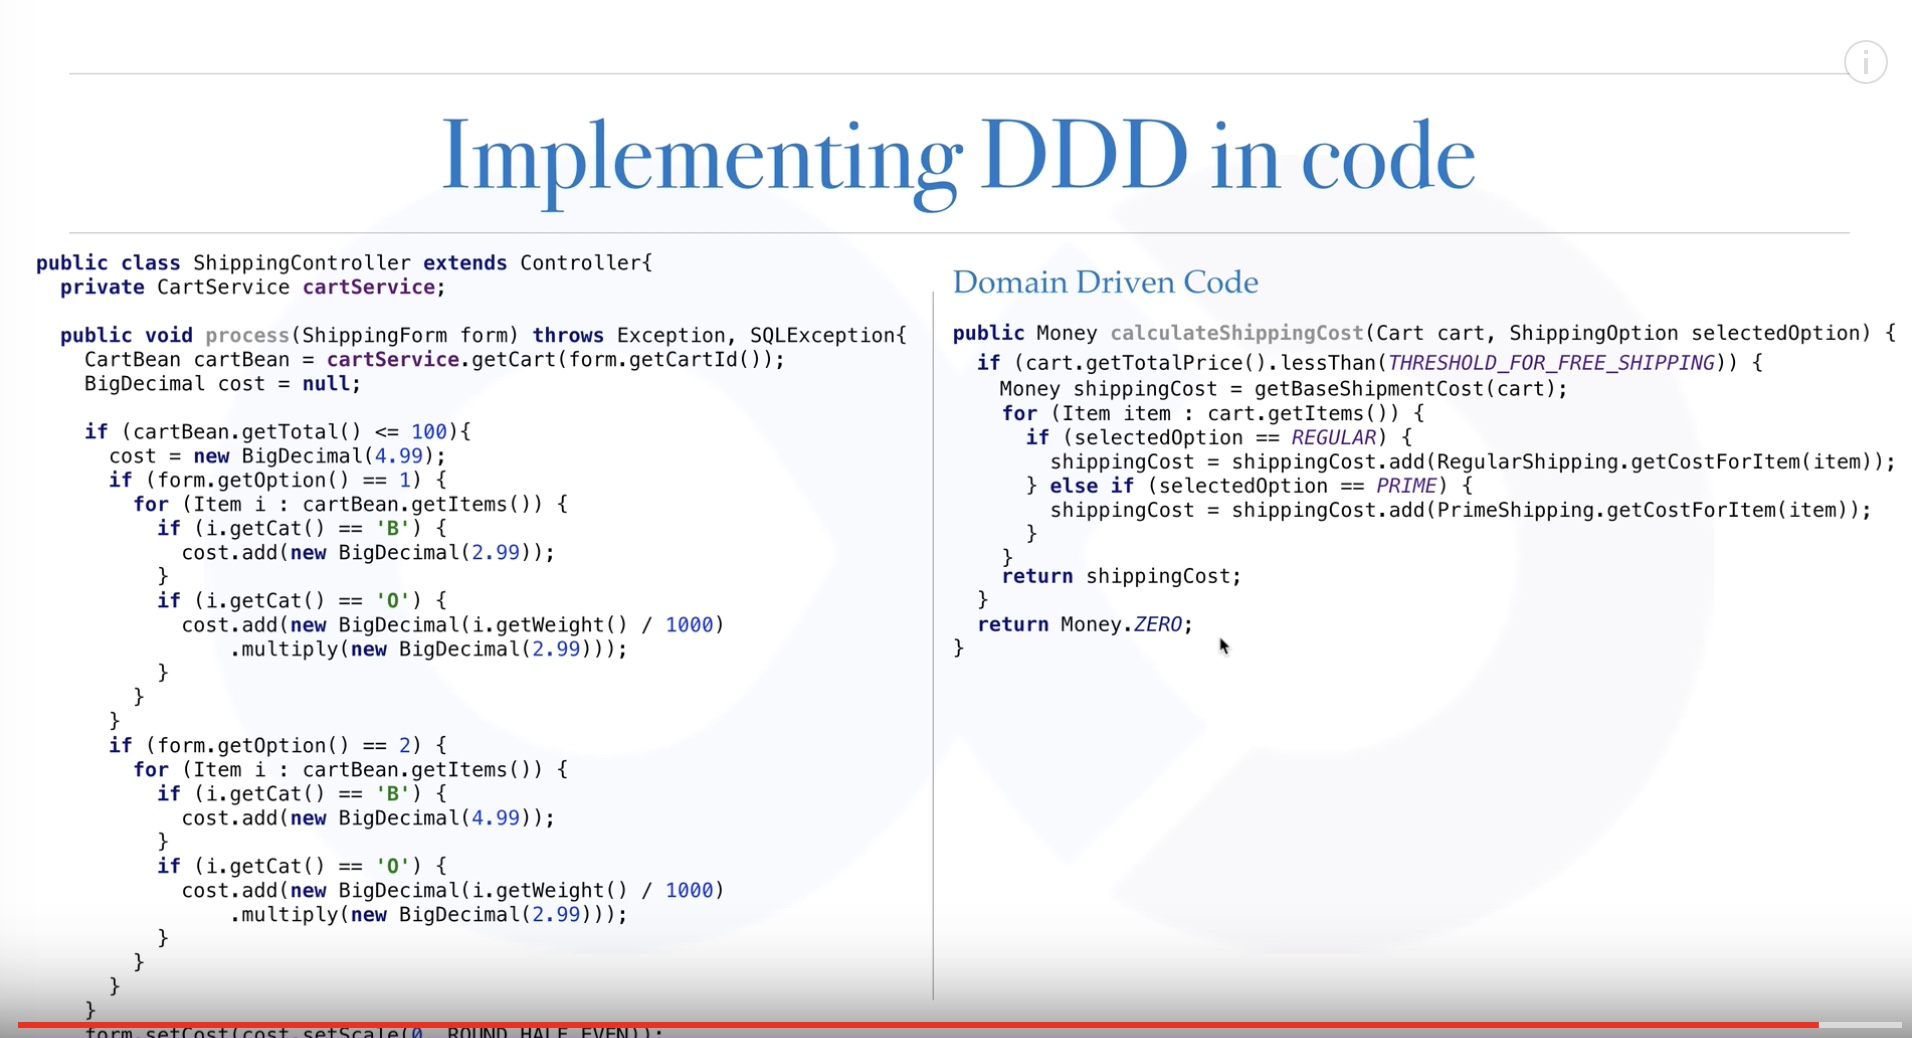 Implementing DDD in code
public class ShippingController extends Controller{
private CartService cartService;
public void process(ShippingForm form) throws Exception, SQLException{
CartBean cartBean = cartService.getCart(form.getCartId());
BigDecimal cost = null;
if (cartBean.getTotal() <= 100){
cost = new BigDecimal(4.99);
if (form.getOption() == 1) {
for (Item i : cartBean.getItems()) {
if (i.getCat() == 'B') {
cost.add(new BigDecimal(2.99));
}
if (i.getCat() == 'O') {
cost.add(new BigDecimal(i.getWeight() / 1000)
.multiply(new BigDecimal(2.99)));
}
}
}
if (form.getOption() == 2) {
for (Item i : cartBean.getItems()) {
if (i.getCat() == 'B') {
cost.add(new BigDecimal(4.99));
}
if (i.getCat() == 'O') {
cost.add(new BigDecimal(i.getWeight() / 1000)
.multiply(new BigDecimal(2.99)));
}
}
}
}
form.setCost(cost.setScale(0, ROUND_HALF_EVEN));
Domain Driven Code
public Money calculateShippingCost(Cart cart, ShippingOption selectedOption) {
if (cart.getTotalPrice().lessThan(THRESHOLD_FOR_FREE_SHIPPING)) {
Money shippingCost = getBaseShipmentCost(cart);
for (Item item : cart.getItems()) {
if (selectedOption == REGULAR) {
shippingCost = shippingCost.add(RegularShipping.getCostForItem(item));
} else if (selectedOption == PRIME) {
shippingCost = shippingCost.add(PrimeShipping.getCostForItem(item));
}
}
return shippingCost;
}
return Money.ZERO;
}